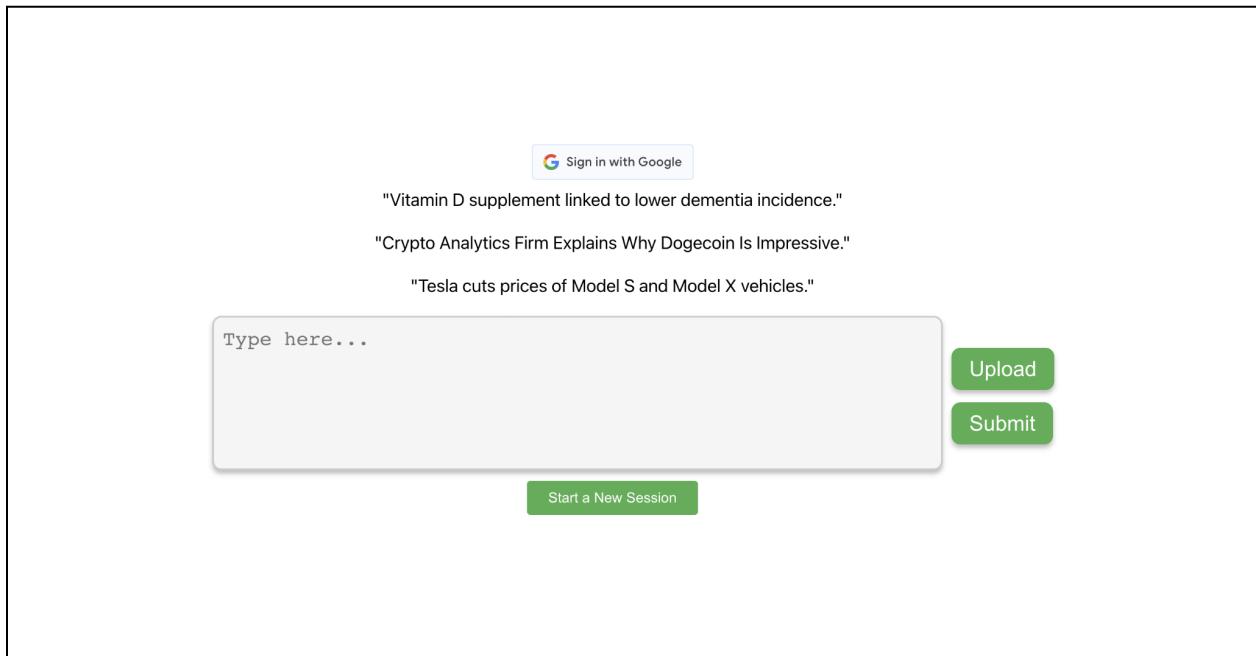 Sign in with Google
"Vitamin D supplement linked to lower dementia incidence."
"Crypto Analytics Firm Explains Why Dogecoin Is Impressive."
"Tesla cuts prices of Model S and Model X vehicles."
Type here...
Upload
Submit
Start a New Session